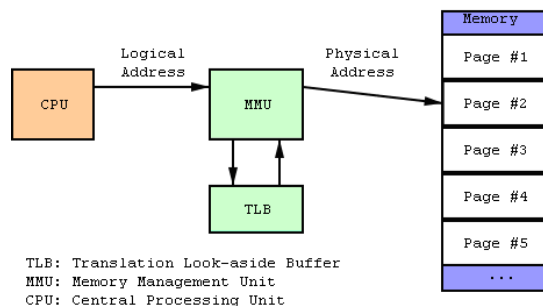 Memory
Logical
Address
Physical
Address
Page #1
CPU
MMU
Page #2
Page #3
Page #4
TLB
Page #5
...
TLB: Translation Look-aside Buffer
MMU: Memory Management Unit
CPU: Central Processing Unit